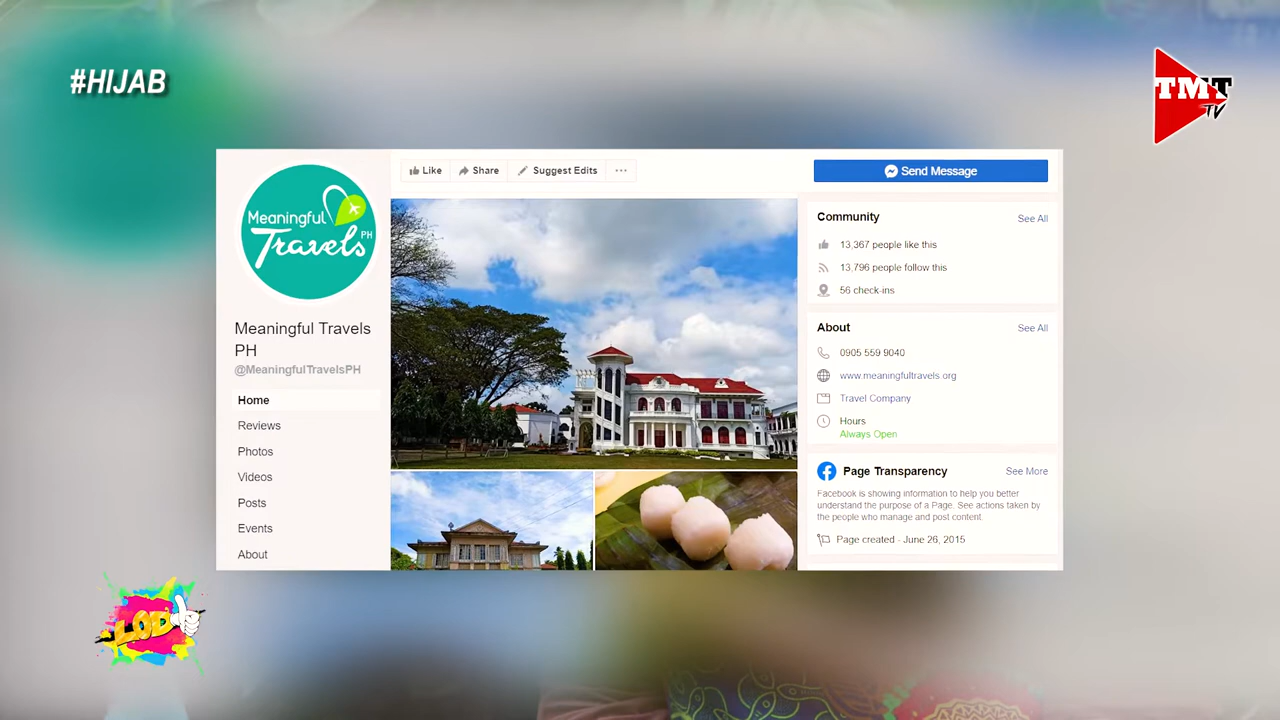 #HIJAB
TMT
TV
Meaningful
Travels
PH
Like
Share
Suggest Edits
Send Message
Meaningful Travels
PH
@MeaningfulTravelsPH
Home
Reviews
Photos
Videos
Posts
Events
About
Community
See All
13,367 people like this
13,796 people follow this
56 check-ins
About
See All
0905 559 9040
www.meaningfultravels.org
Travel Company
Hours
Always Open
Page Transparency
See More
Facebook is showing information to help you better
understand the purpose of a Page. See actions taken by
the people who manage and post content.
Page created - June 26, 2015
LOD